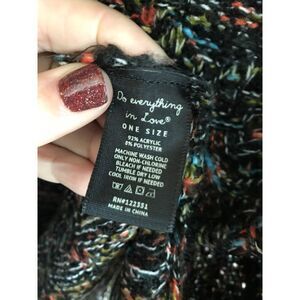 Do everything
in Love®
ONE SIZE
92% ACRYLIC
8% POLYESTER
MACHINE WASH COLD
ONLY NON-CHLORINE
BLEACH IF NEEDED
TUMBLE DRY LOW
COOL IRON IF NEEDED
RN#122351
MADE IN CHINA